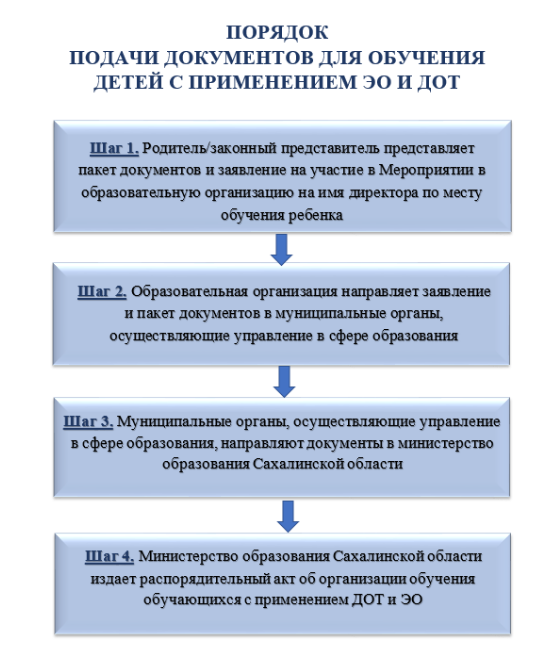 ПОРЯДОК
ПОДАЧИ ДОКУМЕНТОВ ДЛЯ ОБУЧЕНИЯ
ДЕТЕЙ С ПРИМЕНЕНИЕМ ЭО И ДОТ
Шаг 1. Родитель/законный представитель представляет
пакет документов и заявление на участие в Мероприятии в
образовательную организацию на имя директора по месту
обучения ребенка
Шаг 2. Образовательная организация направляет заявление
и пакет документов в муниципальные органы,
осуществляющие управление в сфере образования
Шаг 3. Муниципальные органы, осуществляющие управление
в сфере образования, направляют документы в министерство
образования Сахалинской области
Шаг 4. Министерство образования Сахалинской области
издает распорядительный акт об организации обучения
обучающихся с применением ДОТ и ЭО